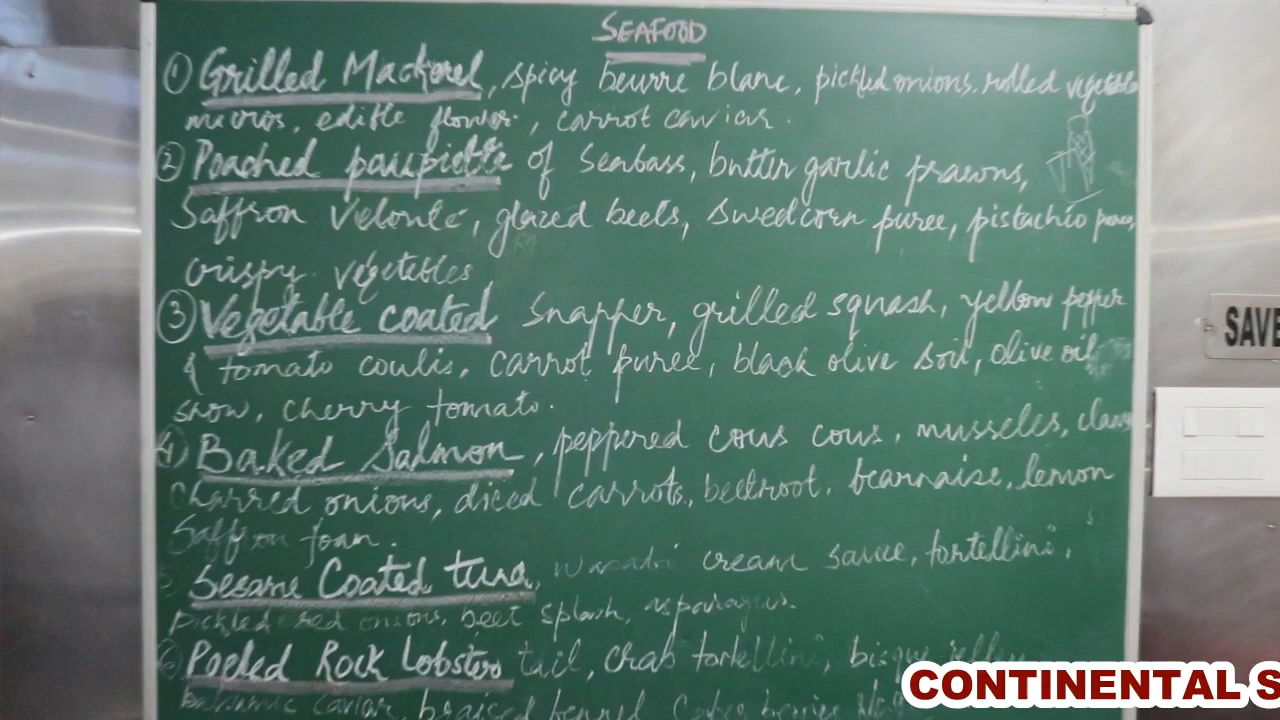 SEAFOOD
① Grilled Mackerel, spicy beurre blanc, pickled onions, rolled vegetable
micros, edible flower, carrot caviar.
② Poached paupiette of Seabass, butter garlic prawns,
Saffron Veloute, glazed beets, Sweetcorn puree, pistachio
crispy vegetables
③ Vegetable coated Snapper, grilled squash, yellow pepper
& tomato coulis, carrot puree, black olive soil, olive oil
snow, cherry tomato.
④ Baked Salmon, peppered cous cous, mussels, clams
charred onions, diced carrots, beetroot, bearnaise, lemon
Saffron foam.
Sesame Coated tuna, wasabi cream sauce, tortellini,
pickled red onions, beet splash, asparagus.
⑥ Rock Lobster tail, Crab tortellini, bisque
Balsamic caviar, braised fennel
SAVE
CONTINENTAL S